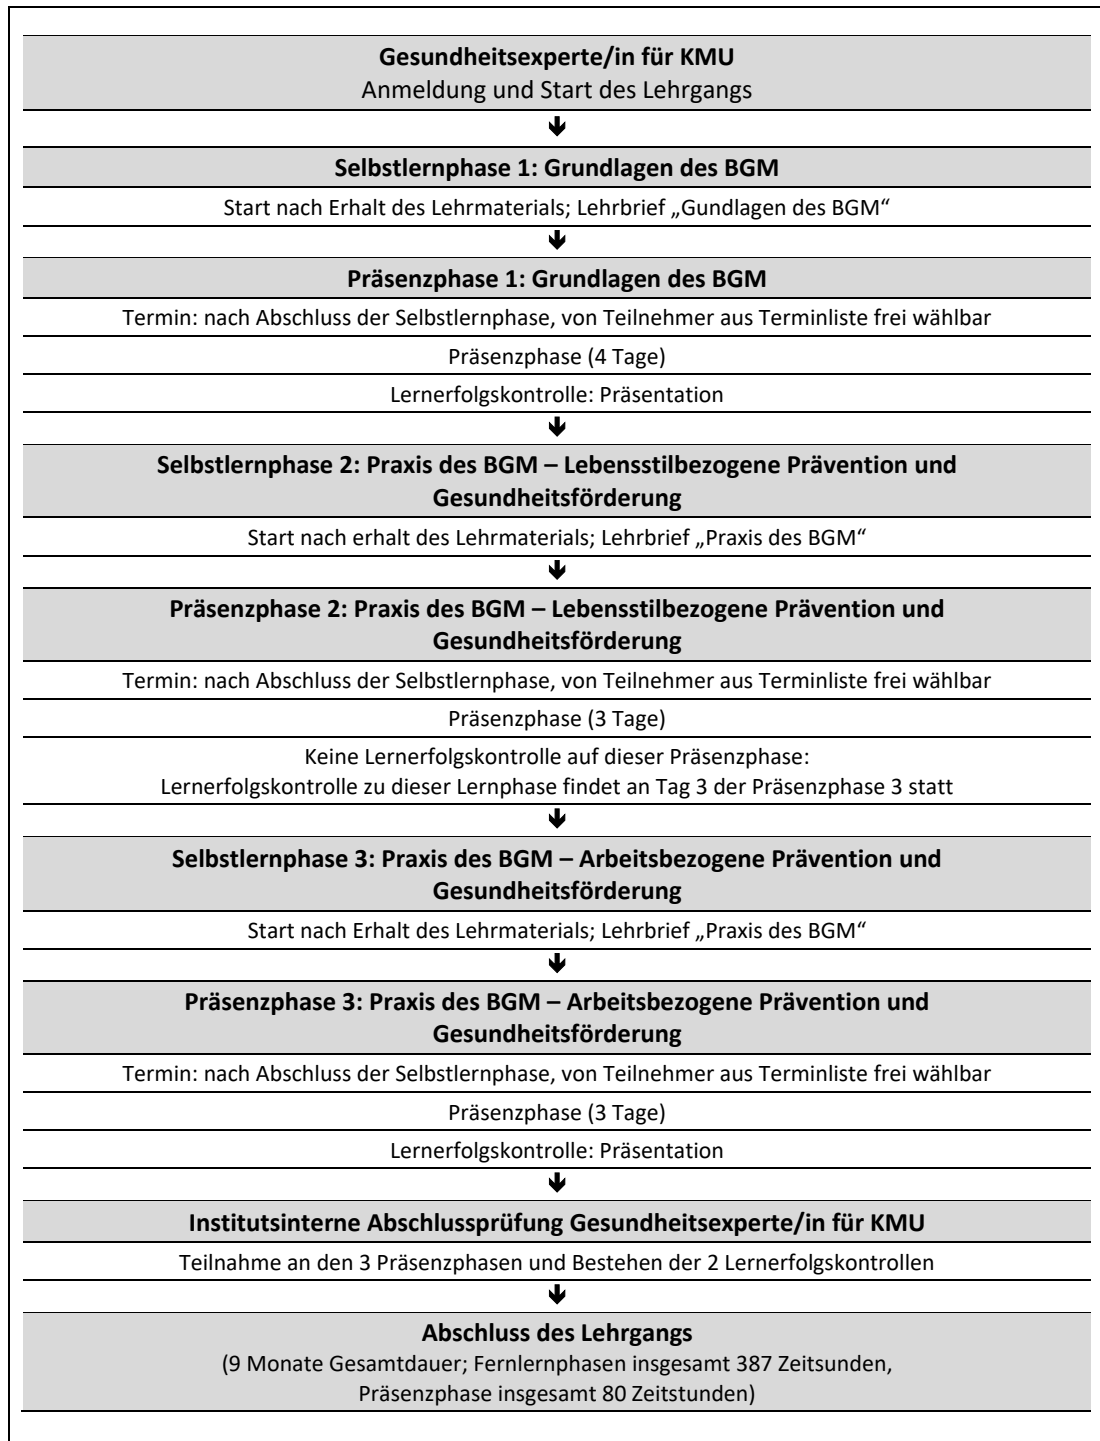 Gesundheitsexperte/in für KMU
Anmeldung und Start des Lehrgangs
Selbstlernphase 1: Grundlagen des BGM
Start nach Erhalt des Lehrmaterials; Lehrbrief „Gundlagen des BGM“
Präsenzphase 1: Grundlagen des BGM
Termin: nach Abschluss der Selbstlernphase, von Teilnehmer aus Terminliste frei wählbar
Präsenzphase (4 Tage)
Lernerfolgskontrolle: Präsentation
Selbstlernphase 2: Praxis des BGM – Lebensstilbezogene Prävention und
Gesundheitsförderung
Start nach erhalt des Lehrmaterials; Lehrbrief „Praxis des BGM“
Präsenzphase 2: Praxis des BGM – Lebensstilbezogene Prävention und
Gesundheitsförderung
Termin: nach Abschluss der Selbstlernphase, von Teilnehmer aus Terminliste frei wählbar
Präsenzphase (3 Tage)
Keine Lernerfolgskontrolle auf dieser Präsenzphase:
Lernerfolgskontrolle zu dieser Lernphase findet an Tag 3 der Präsenzphase 3 statt
Selbstlernphase 3: Praxis des BGM – Arbeitsbezogene Prävention und
Gesundheitsförderung
Start nach Erhalt des Lehrmaterials; Lehrbrief „Praxis des BGM“
Präsenzphase 3: Praxis des BGM – Arbeitsbezogene Prävention und
Gesundheitsförderung
Termin: nach Abschluss der Selbstlernphase, von Teilnehmer aus Terminliste frei wählbar
Präsenzphase (3 Tage)
Lernerfolgskontrolle: Präsentation
Institutsinterne Abschlussprüfung Gesundheitsexperte/in für KMU
Teilnahme an den 3 Präsenzphasen und Bestehen der 2 Lernerfolgskontrollen
Abschluss des Lehrgangs
(9 Monate Gesamtdauer; Fernlernphasen insgesamt 387 Zeitsunden,
Präsenzphase insgesamt 80 Zeitstunden)